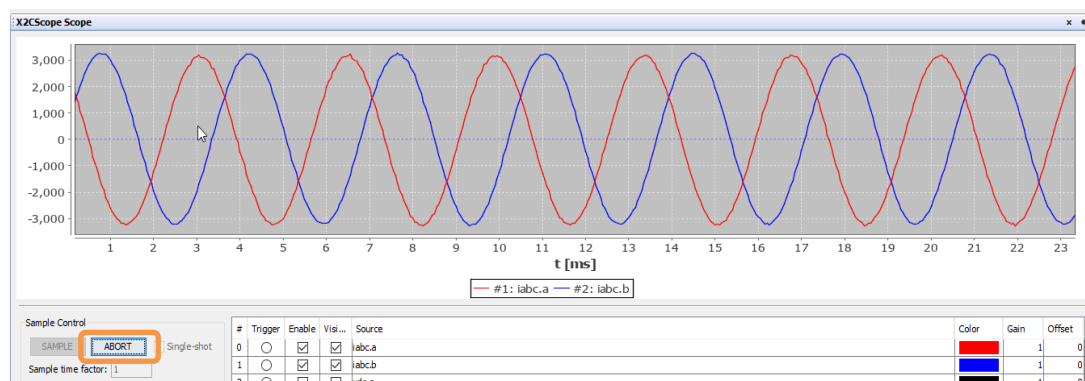 X2CScope Scope
3,000
2,000
1,000
0
-1,000
-2,000
-3,000
1 2 3 4 5 6 7 8 9 10 11 12 13 14 15 16 17 18 19 20 21 22 23
t [ms]
#1: iabc.a #2: iabc.b
Sample Control
SAMPLE ABORT Single-shot
Sample time factor: 1
# Trigger Enable Visi... Source Color Gain Offset
0 iabc.a 1 0
1 iabc.b 1 0